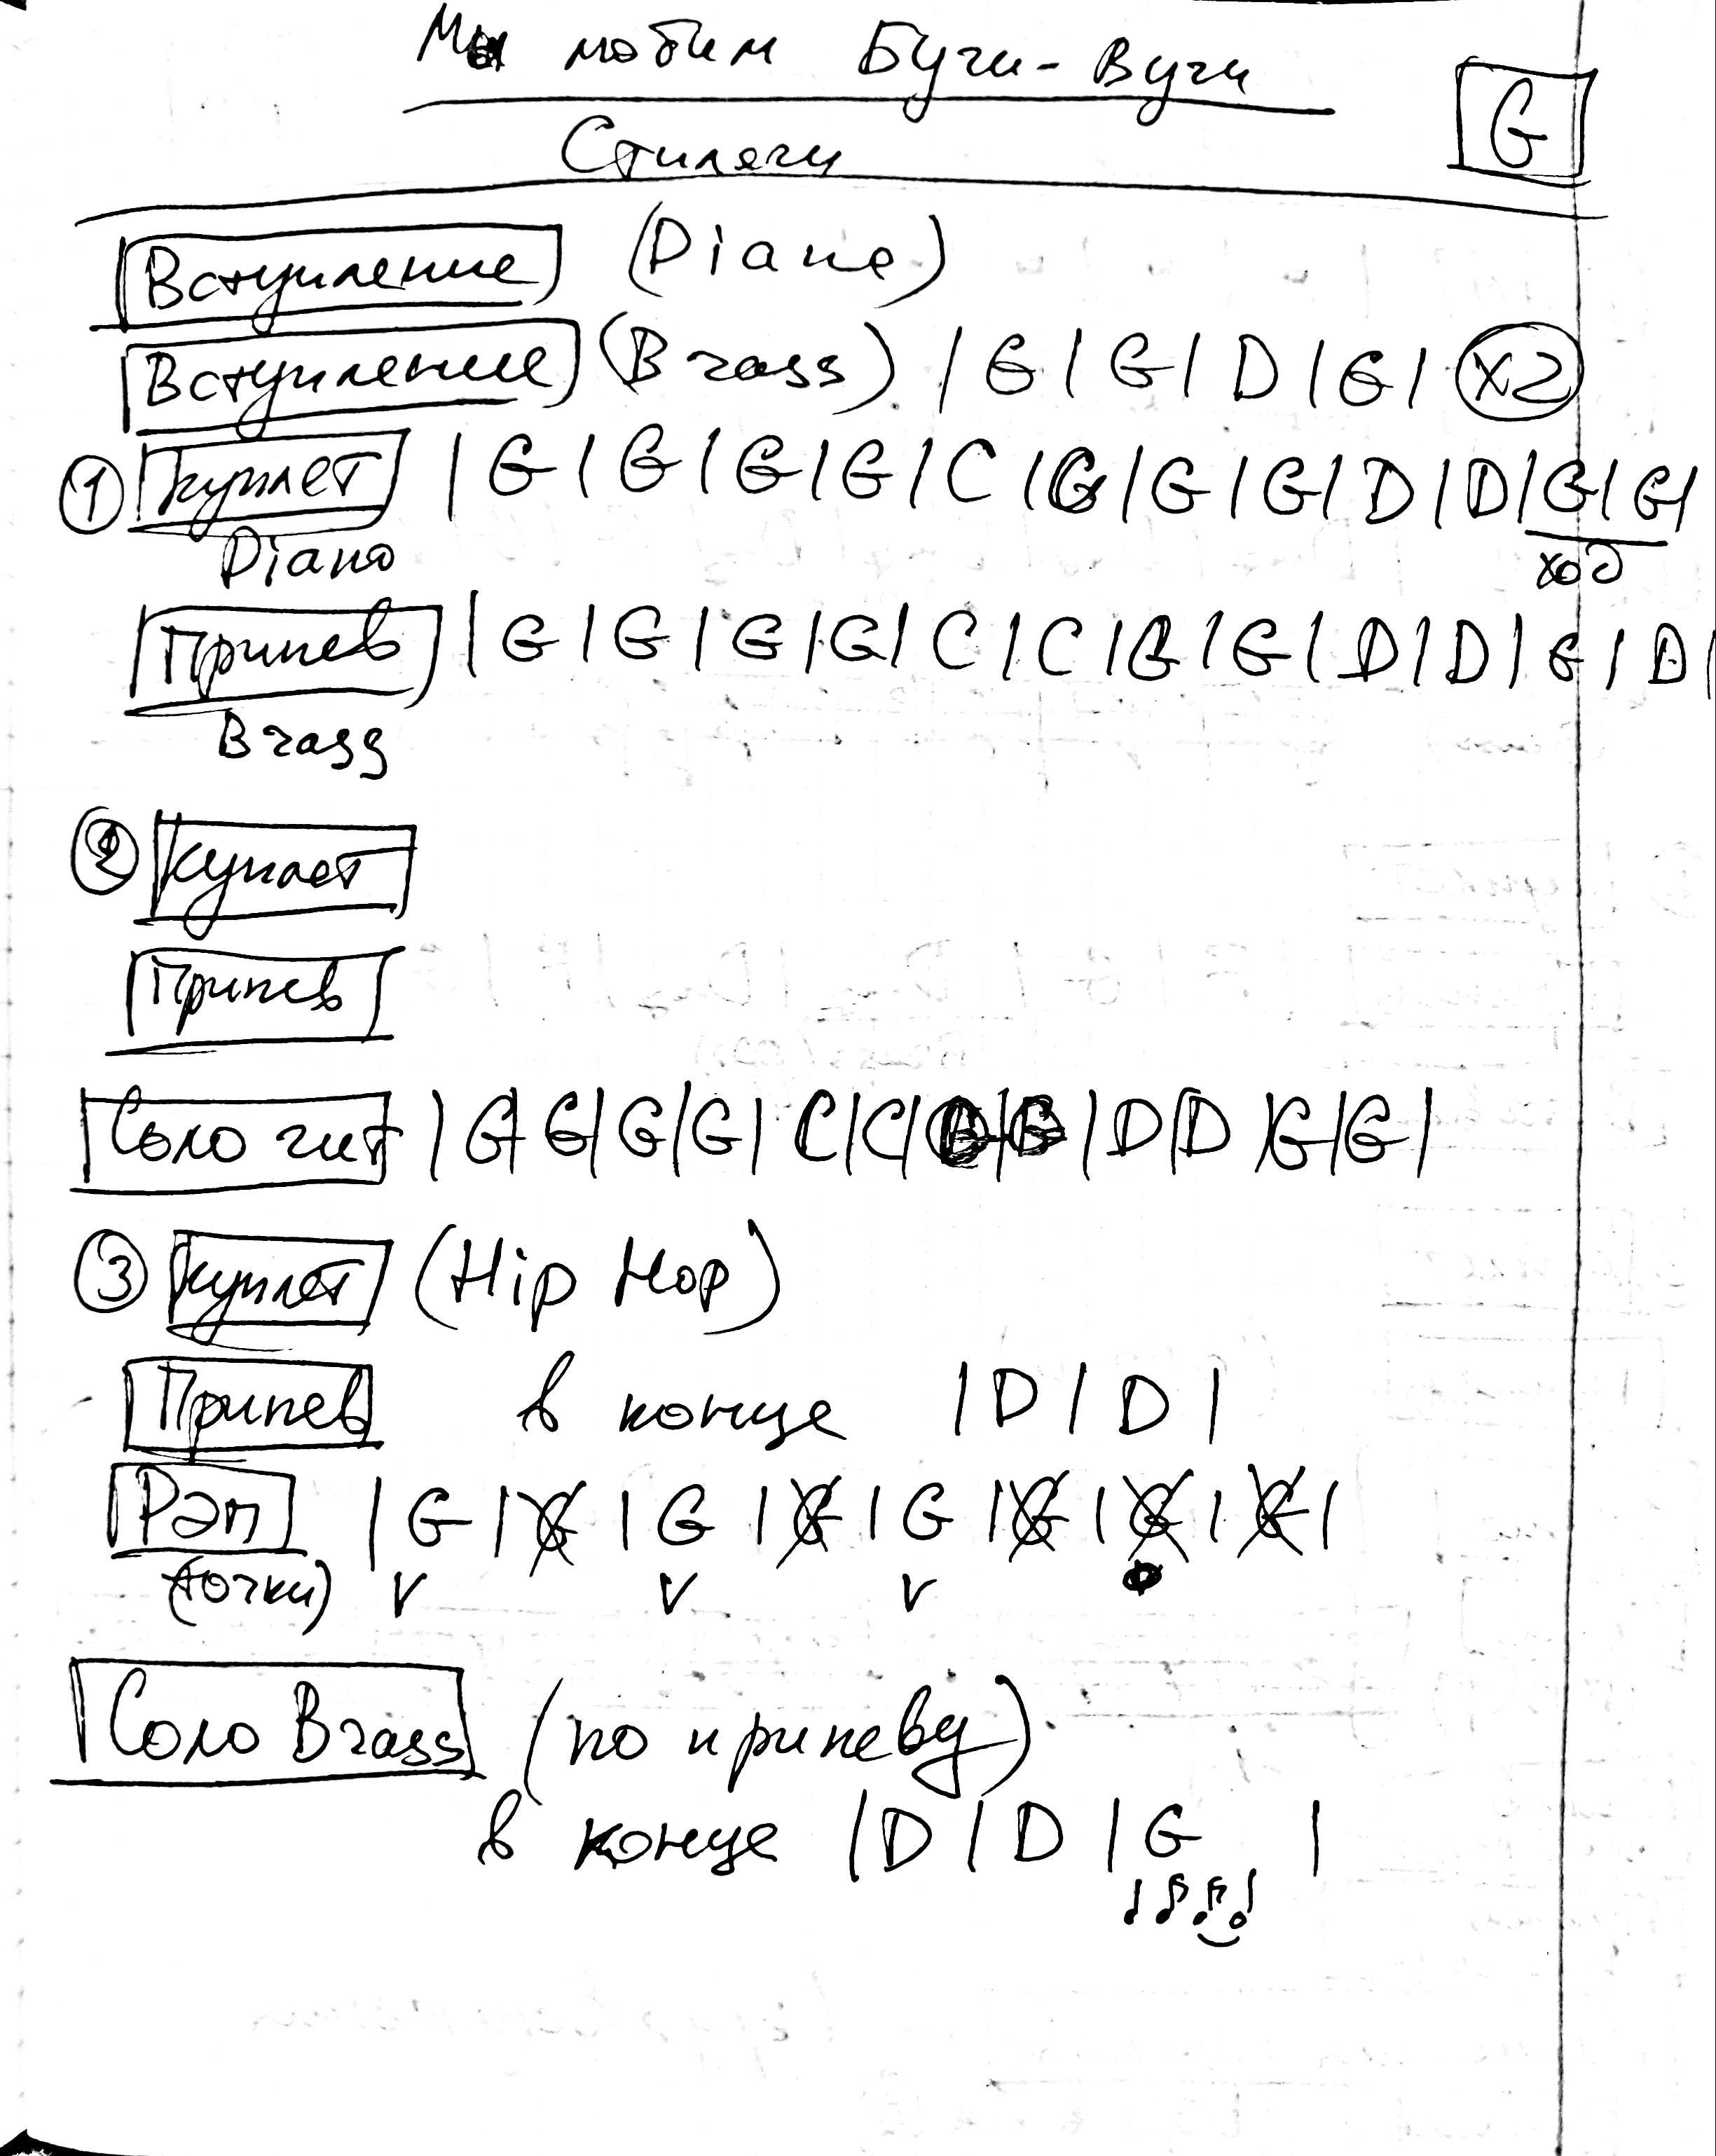 Мы любим Буги-Вуги
Стиляги
G
Вступление (Piano)
Вступление (Brass) | G | G | D | G | x2
1 Куплет | G | G | G | G | C | G | G | G | D | D | G | G |
Piano ход
Припев | G | G | G | G | C | C | G | G | D | D | G | D |
Brass
2 Куплет
Припев
Соло гит | G | G | G | G | C | C | G | G | D | D | G | G |
3 Куплет (Hip Hop)
Припев в конце | D | D |
Рэп | G | G | G | G | G | G | G | G |
(точки) V V V
Соло Brass (по припеву)
в конце | D | D | G |